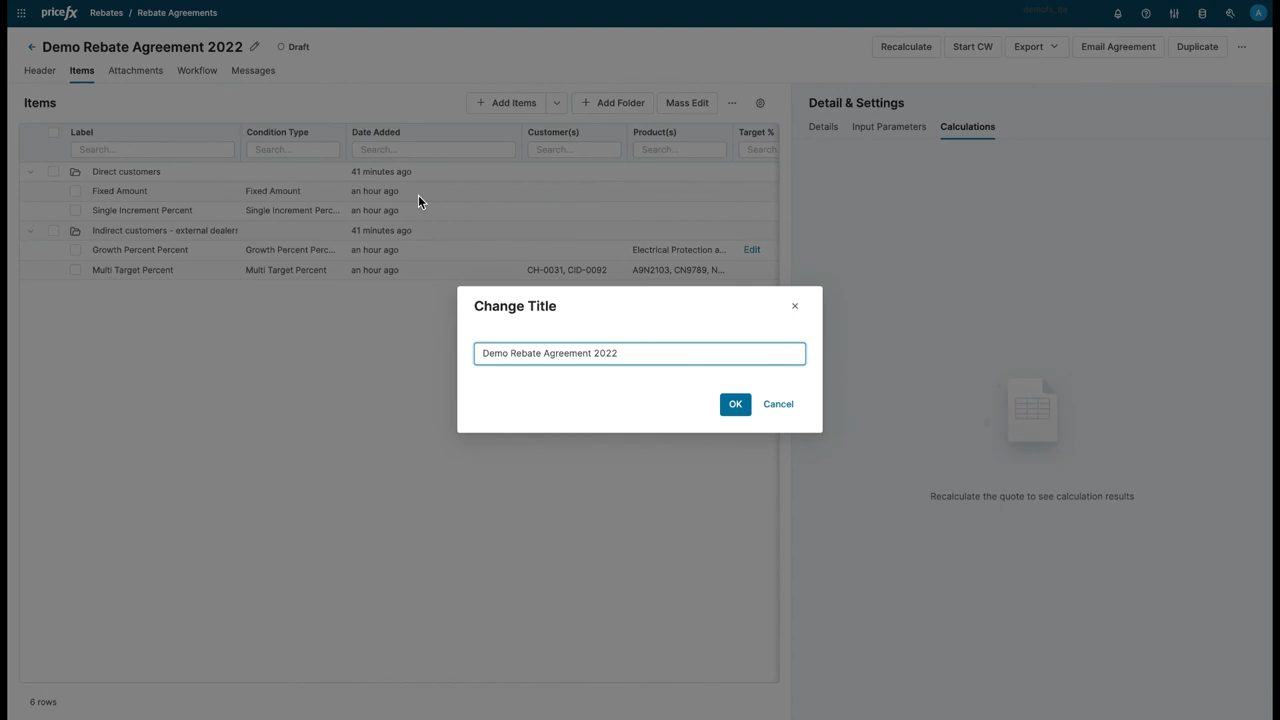 pricefx Rebates / Rebate Agreements A
Demo Rebate Agreement 2022 Draft Recalculate Start CW Export Email Agreement Duplicate
Header Items Attachments Workflow Messages
Items Add Items Add Folder Mass Edit
Label Condition Type Date Added Customer(s) Product(s) Target %
Search... Search... Search... Search... Search... Search
Direct customers 41 minutes ago
Fixed Amount Fixed Amount an hour ago
Single Increment Percent Single Increment Perc... an hour ago
Indirect customers - external dealers 41 minutes ago
Growth Percent Percent Growth Percent Perc... an hour ago Electrical Protection a... Edit
Multi Target Percent Multi Target Percent an hour ago CH-0031, CID-0092 A9N2103, CN9789, N...
6 rows
Detail & Settings
Details Input Parameters Calculations
Recalculate the quote to see calculation results
Change Title
Demo Rebate Agreement 2022
OK Cancel